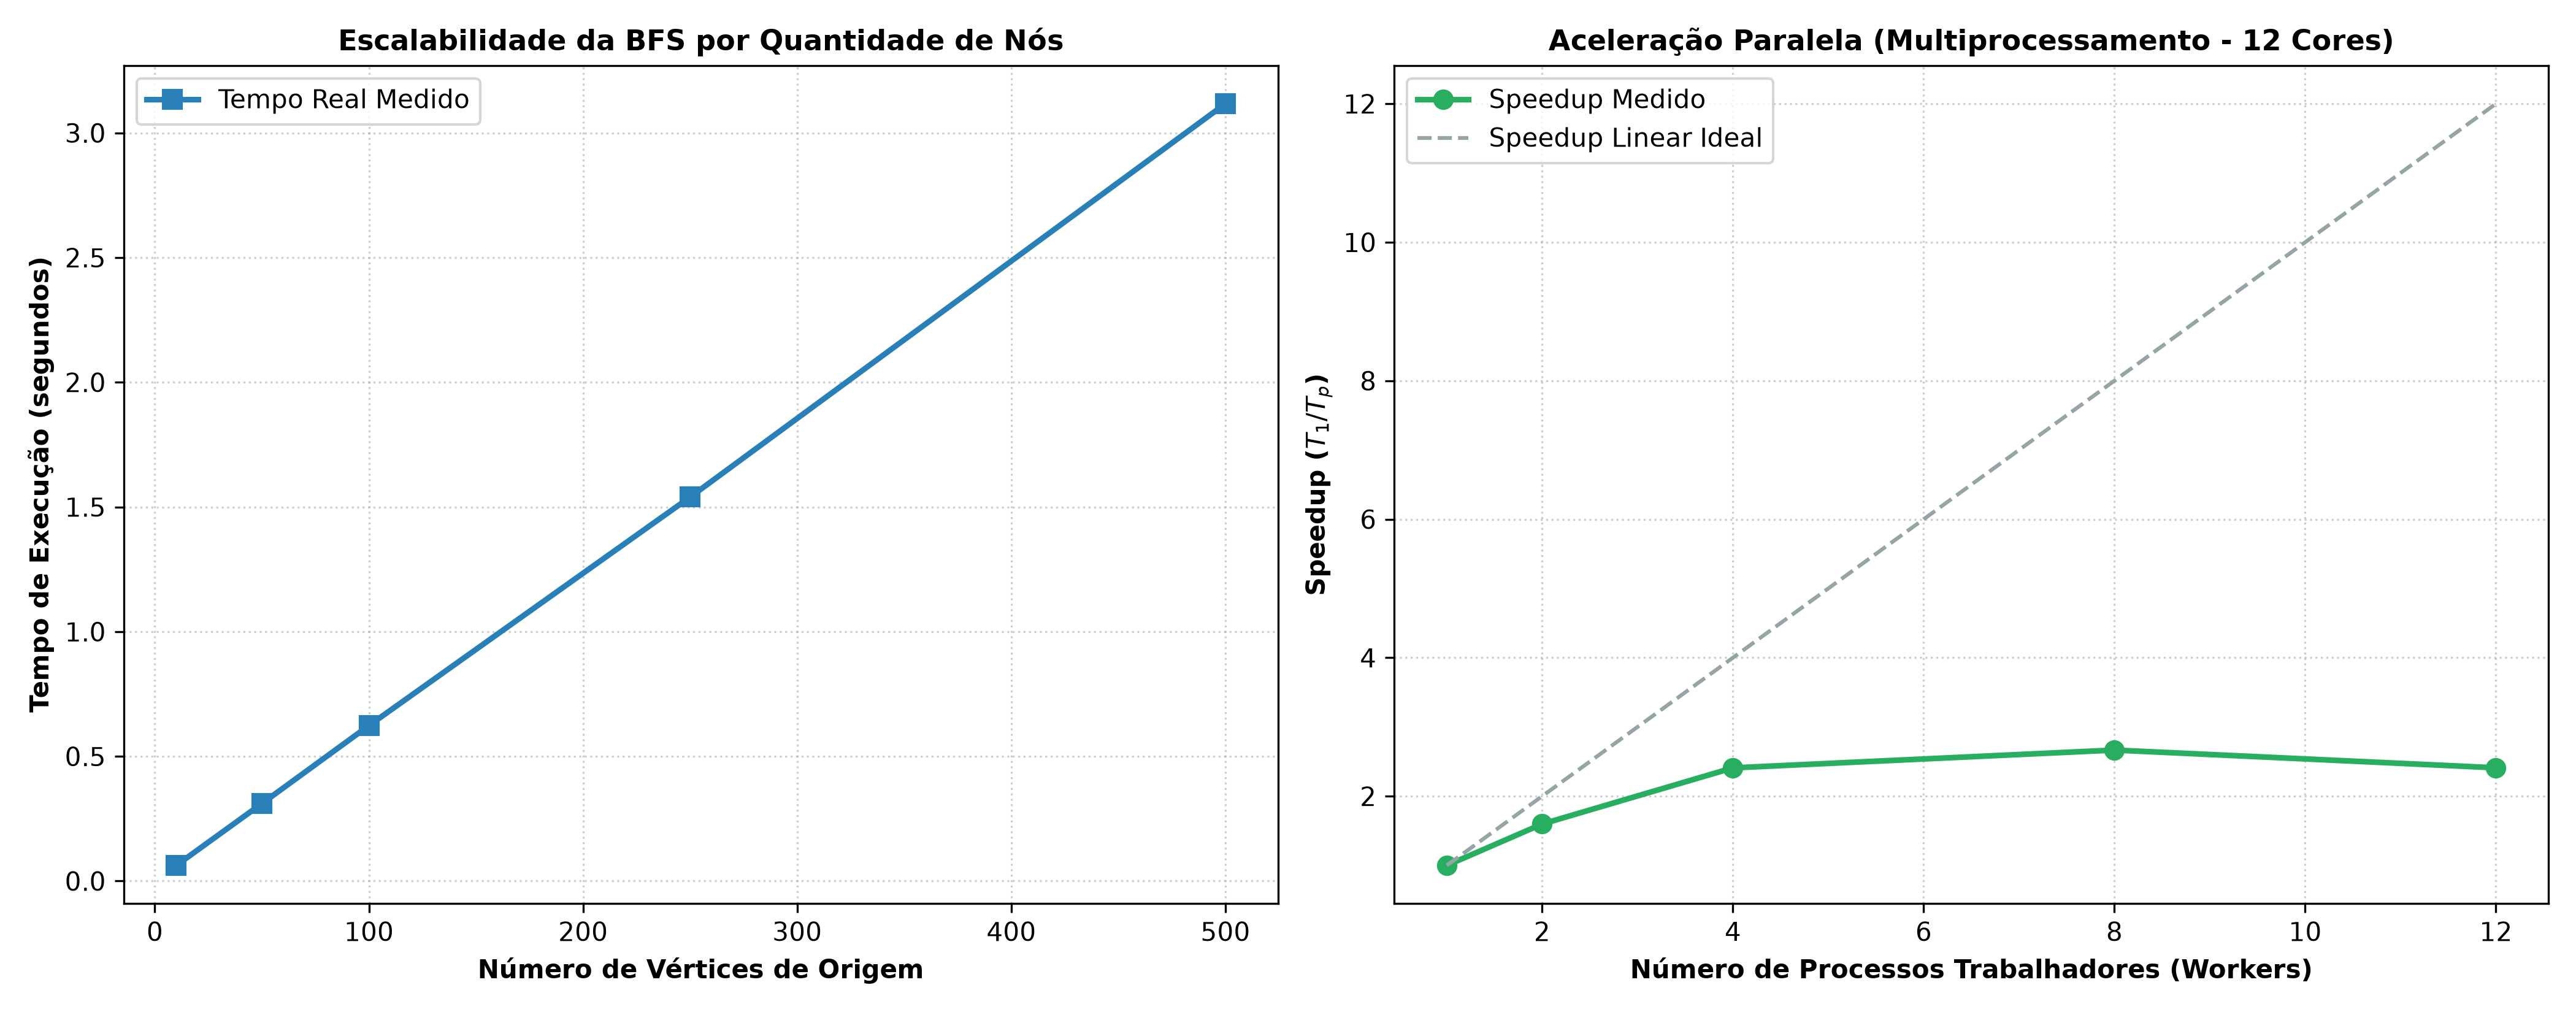 Escalabilidade da BFS por Quantidade de Nós
Tempo Real Medido
Tempo de Execução (segundos)
3.0
2.5
2.0
1.5
1.0
0.5
0.0
0 100 200 300 400 500
Número de Vértices de Origem
Aceleração Paralela (Multiprocessamento - 12 Cores)
Speedup Medido
Speedup Linear Ideal
Speedup (T₁/Tₚ)
12
10
8
6
4
2
2 4 6 8 10 12
Número de Processos Trabalhadores (Workers)